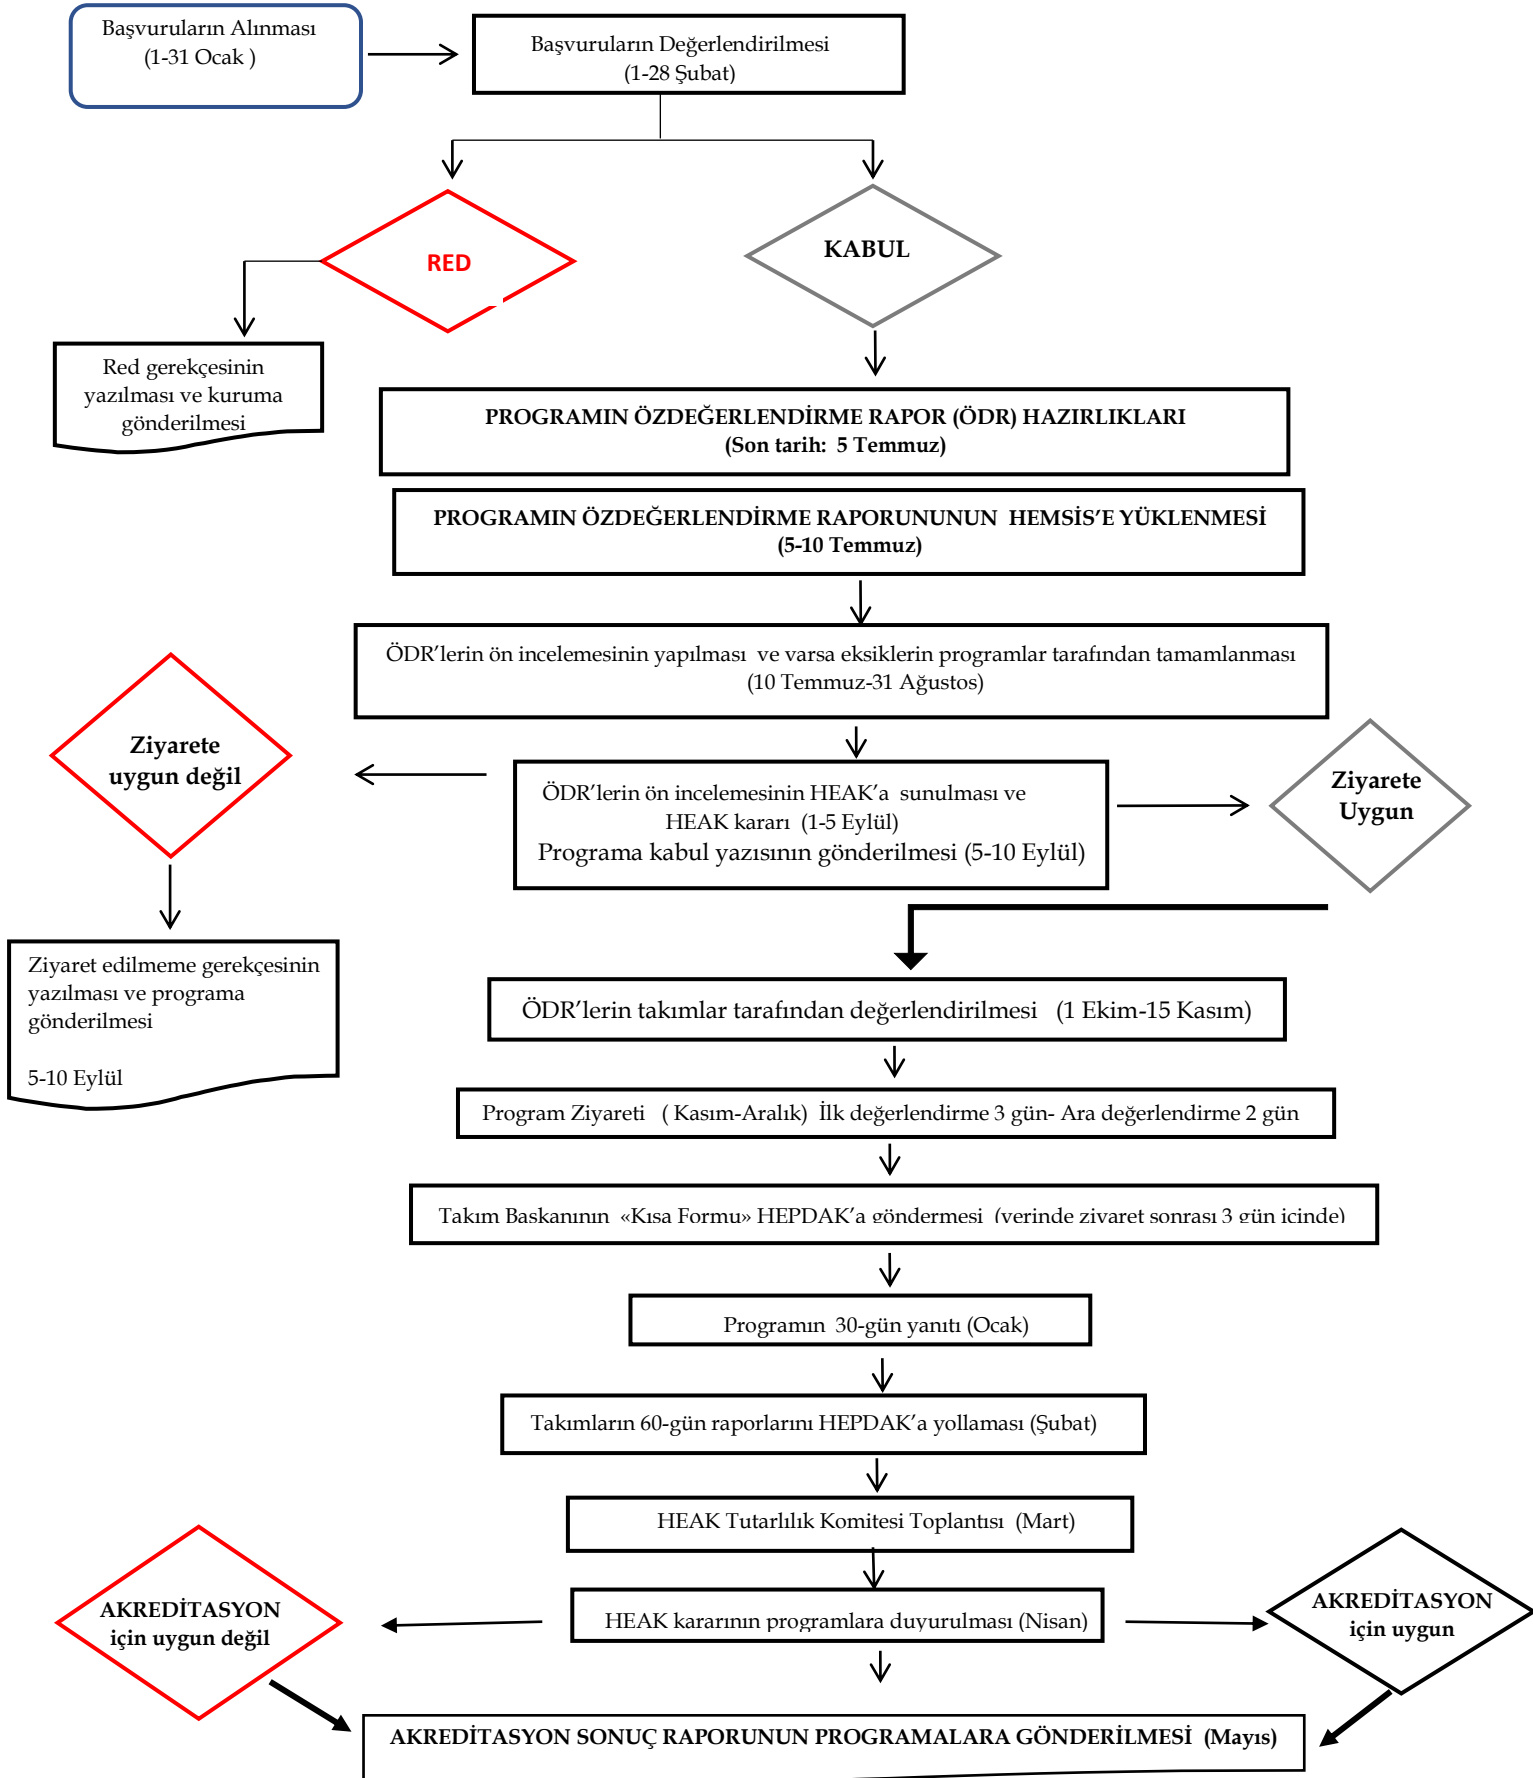 Başvuruların Alınması
(1-31 Ocak )
Başvuruların Değerlendirilmesi
(1-28 Şubat)
RED
KABUL
Red gerekçesinin
yazılması ve kuruma
gönderilmesi
PROGRAMIN ÖZDEĞERLENDİRME RAPOR (ÖDR) HAZIRLIKLARI
(Son tarih: 5 Temmuz)
PROGRAMIN ÖZDEĞERLENDİRME RAPORUNUNUN HEMSİS’E YÜKLENMESİ
(5-10 Temmuz)
ÖDR’lerin ön incelemesinin yapılması ve varsa eksiklerin programlar tarafından tamamlanması
(10 Temmuz-31 Ağustos)
Ziyarete
uygun değil
ÖDR’lerin ön incelemesinin HEAK’a sunulması ve
HEAK kararı (1-5 Eylül)
Programa kabul yazısının gönderilmesi (5-10 Eylül)
Ziyarete
Uygun
Ziyaret edilmeme gerekçesinin
yazılması ve programa
gönderilmesi
5-10 Eylül
ÖDR’lerin takımlar tarafından değerlendirilmesi (1 Ekim-15 Kasım)
Program Ziyareti ( Kasım-Aralık) İlk değerlendirme 3 gün- Ara değerlendirme 2 gün
Takım Başkanının «Kısa Formu» HEPDAK’a göndermesi (yerinde ziyaret sonrası 3 gün içinde)
Programın 30-gün yanıtı (Ocak)
Takımların 60-gün raporlarını HEPDAK’a yollaması (Şubat)
HEAK Tutarlılık Komitesi Toplantısı (Mart)
AKREDİTASYON
için uygun değil
HEAK kararının programlara duyurulması (Nisan)
AKREDİTASYON
için uygun
AKREDİTASYON SONUÇ RAPORUNUN PROGRAMALARA GÖNDERİLMESİ (Mayıs)